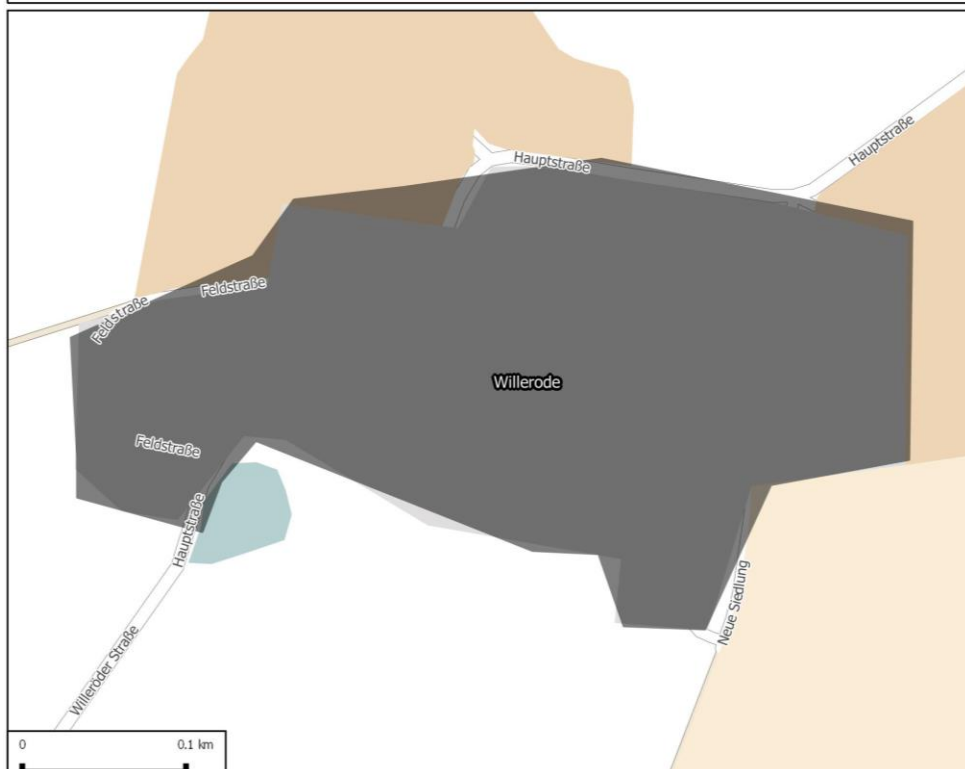 Hauptstraße
Hauptstraße
Feldstraße
Feldstraße
Willerode
Feldstraße
Hauptstraße
Neue Siedlung
Willeröder Straße
0 0.1 km